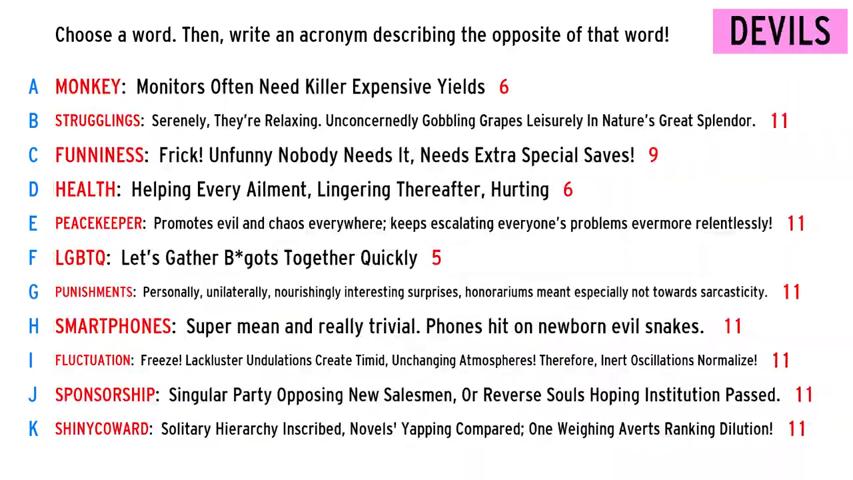 Choose a word. Then, write an acronym describing the opposite of that word!
DEVILS
A MONKEY: Monitors Often Need Killer Expensive Yields 6
B STRUGGLINGS: Serenely, They're Relaxing. Unconcernedly Gobbling Grapes Leisurely In Nature's Great Splendor. 11
C FUNNINESS: Frick! Unfunny Nobody Needs It, Needs Extra Special Saves! 9
D HEALTH: Helping Every Ailment, Lingering Thereafter, Hurting 6
E PEACEKEEPER: Promotes evil and chaos everywhere; keeps escalating everyone's problems evermore relentlessly! 11
F LGBTQ: Let's Gather B*gots Together Quickly 5
G PUNISHMENTS: Personally, unilaterally, nourishingly interesting surprises, honorariums meant especially not towards sarcasticity. 11
H SMARTPHONES: Super mean and really trivial. Phones hit on newborn evil snakes. 11
I FLUCTUATION: Freeze! Lackluster Undulations Create Timid, Unchanging Atmospheres! Therefore, Inert Oscillations Normalize! 11
J SPONSORSHIP: Singular Party Opposing New Salesmen, Or Reverse Souls Hoping Institution Passed. 11
K SHINYCOWARD: Solitary Hierarchy Inscribed, Novels' Yapping Compared; One Weighing Averts Ranking Dilution! 11